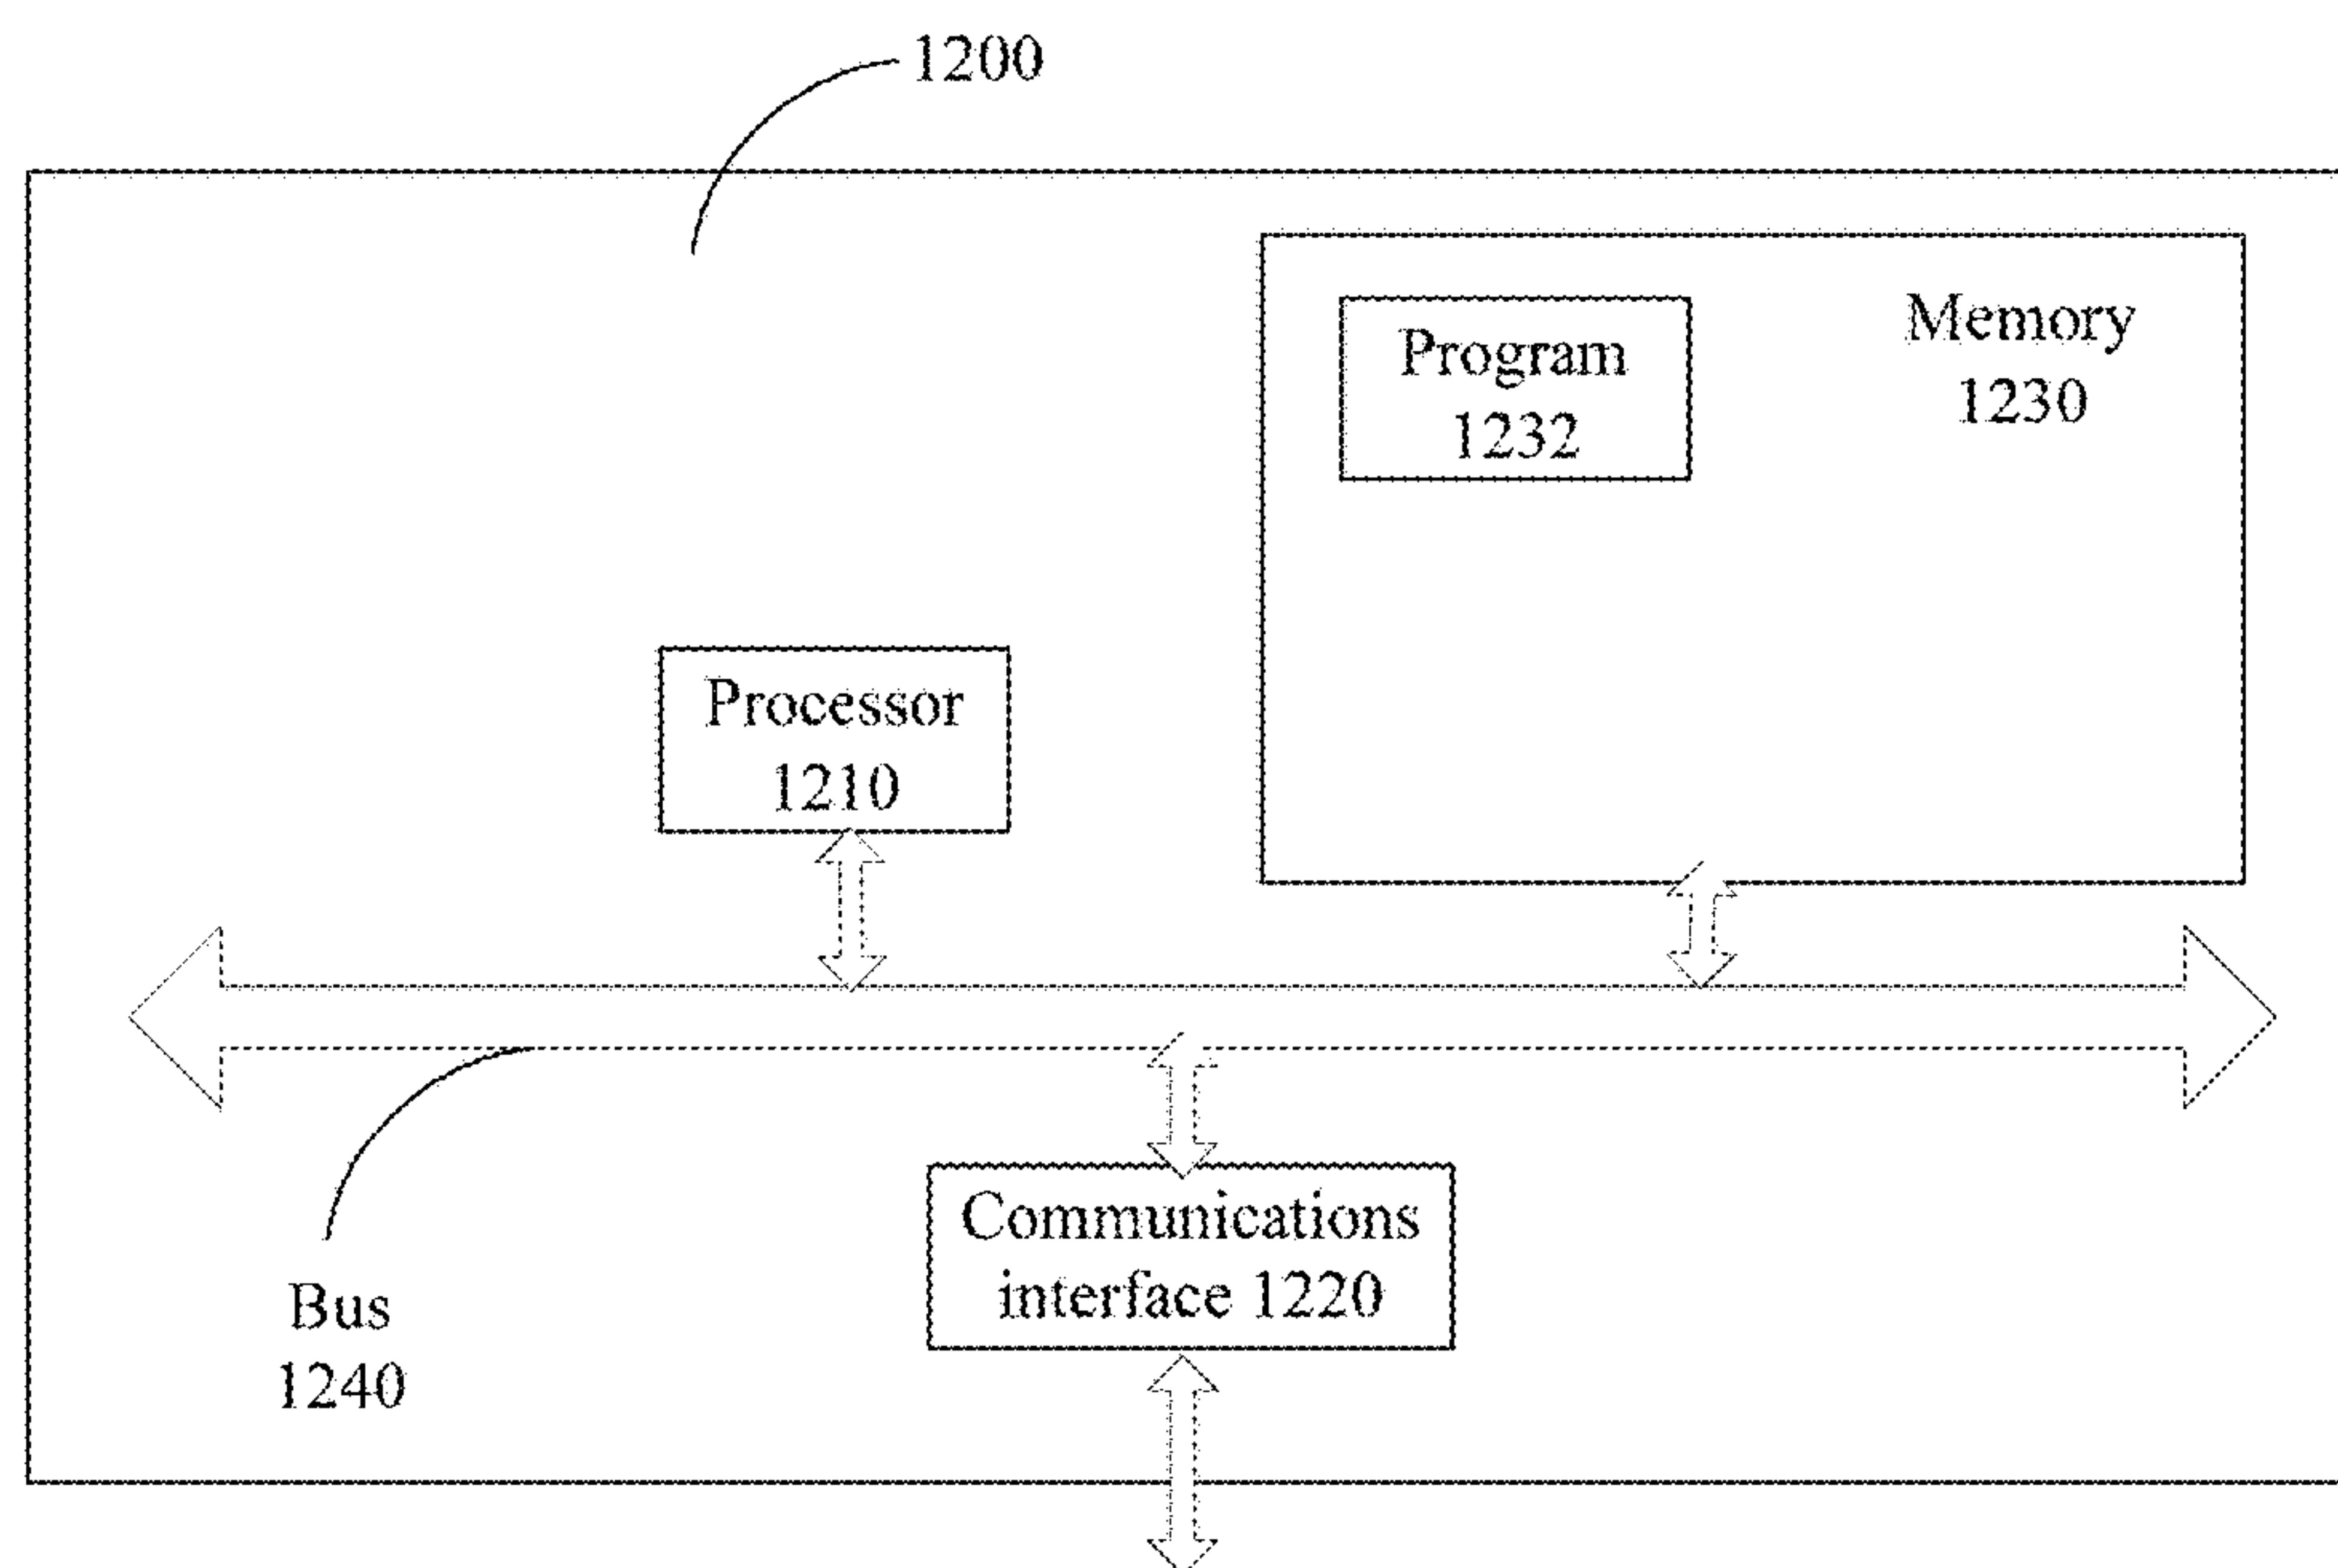 1200
Memory
1230
Program
1232
Processor
1210
Communications
interface 1220
Bus
1240